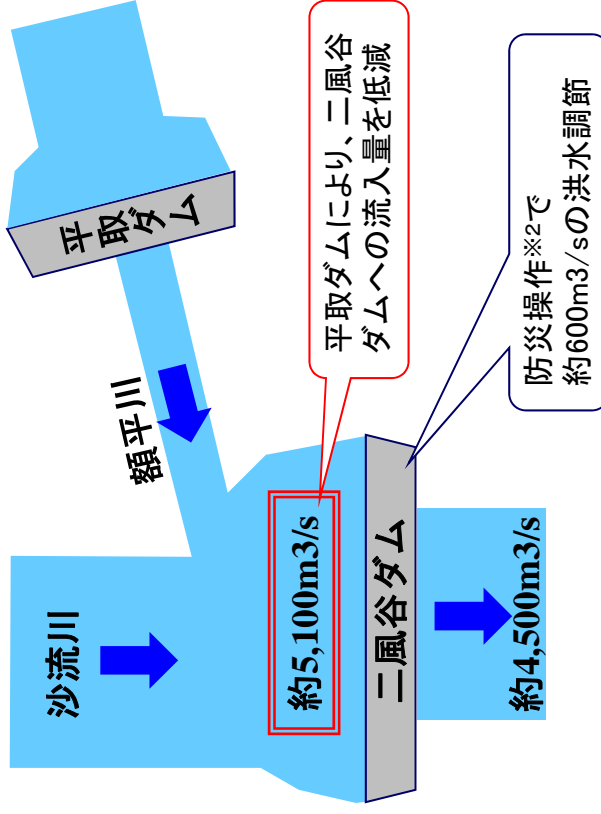 沙流川
額平川
平取
ダム
平取ダムにより、二風谷
ダムへの流入量を低減
約5,100m3/s
二風谷ダム
約4,500m3/s
防災操作※2で
約600m3/sの洪水調節